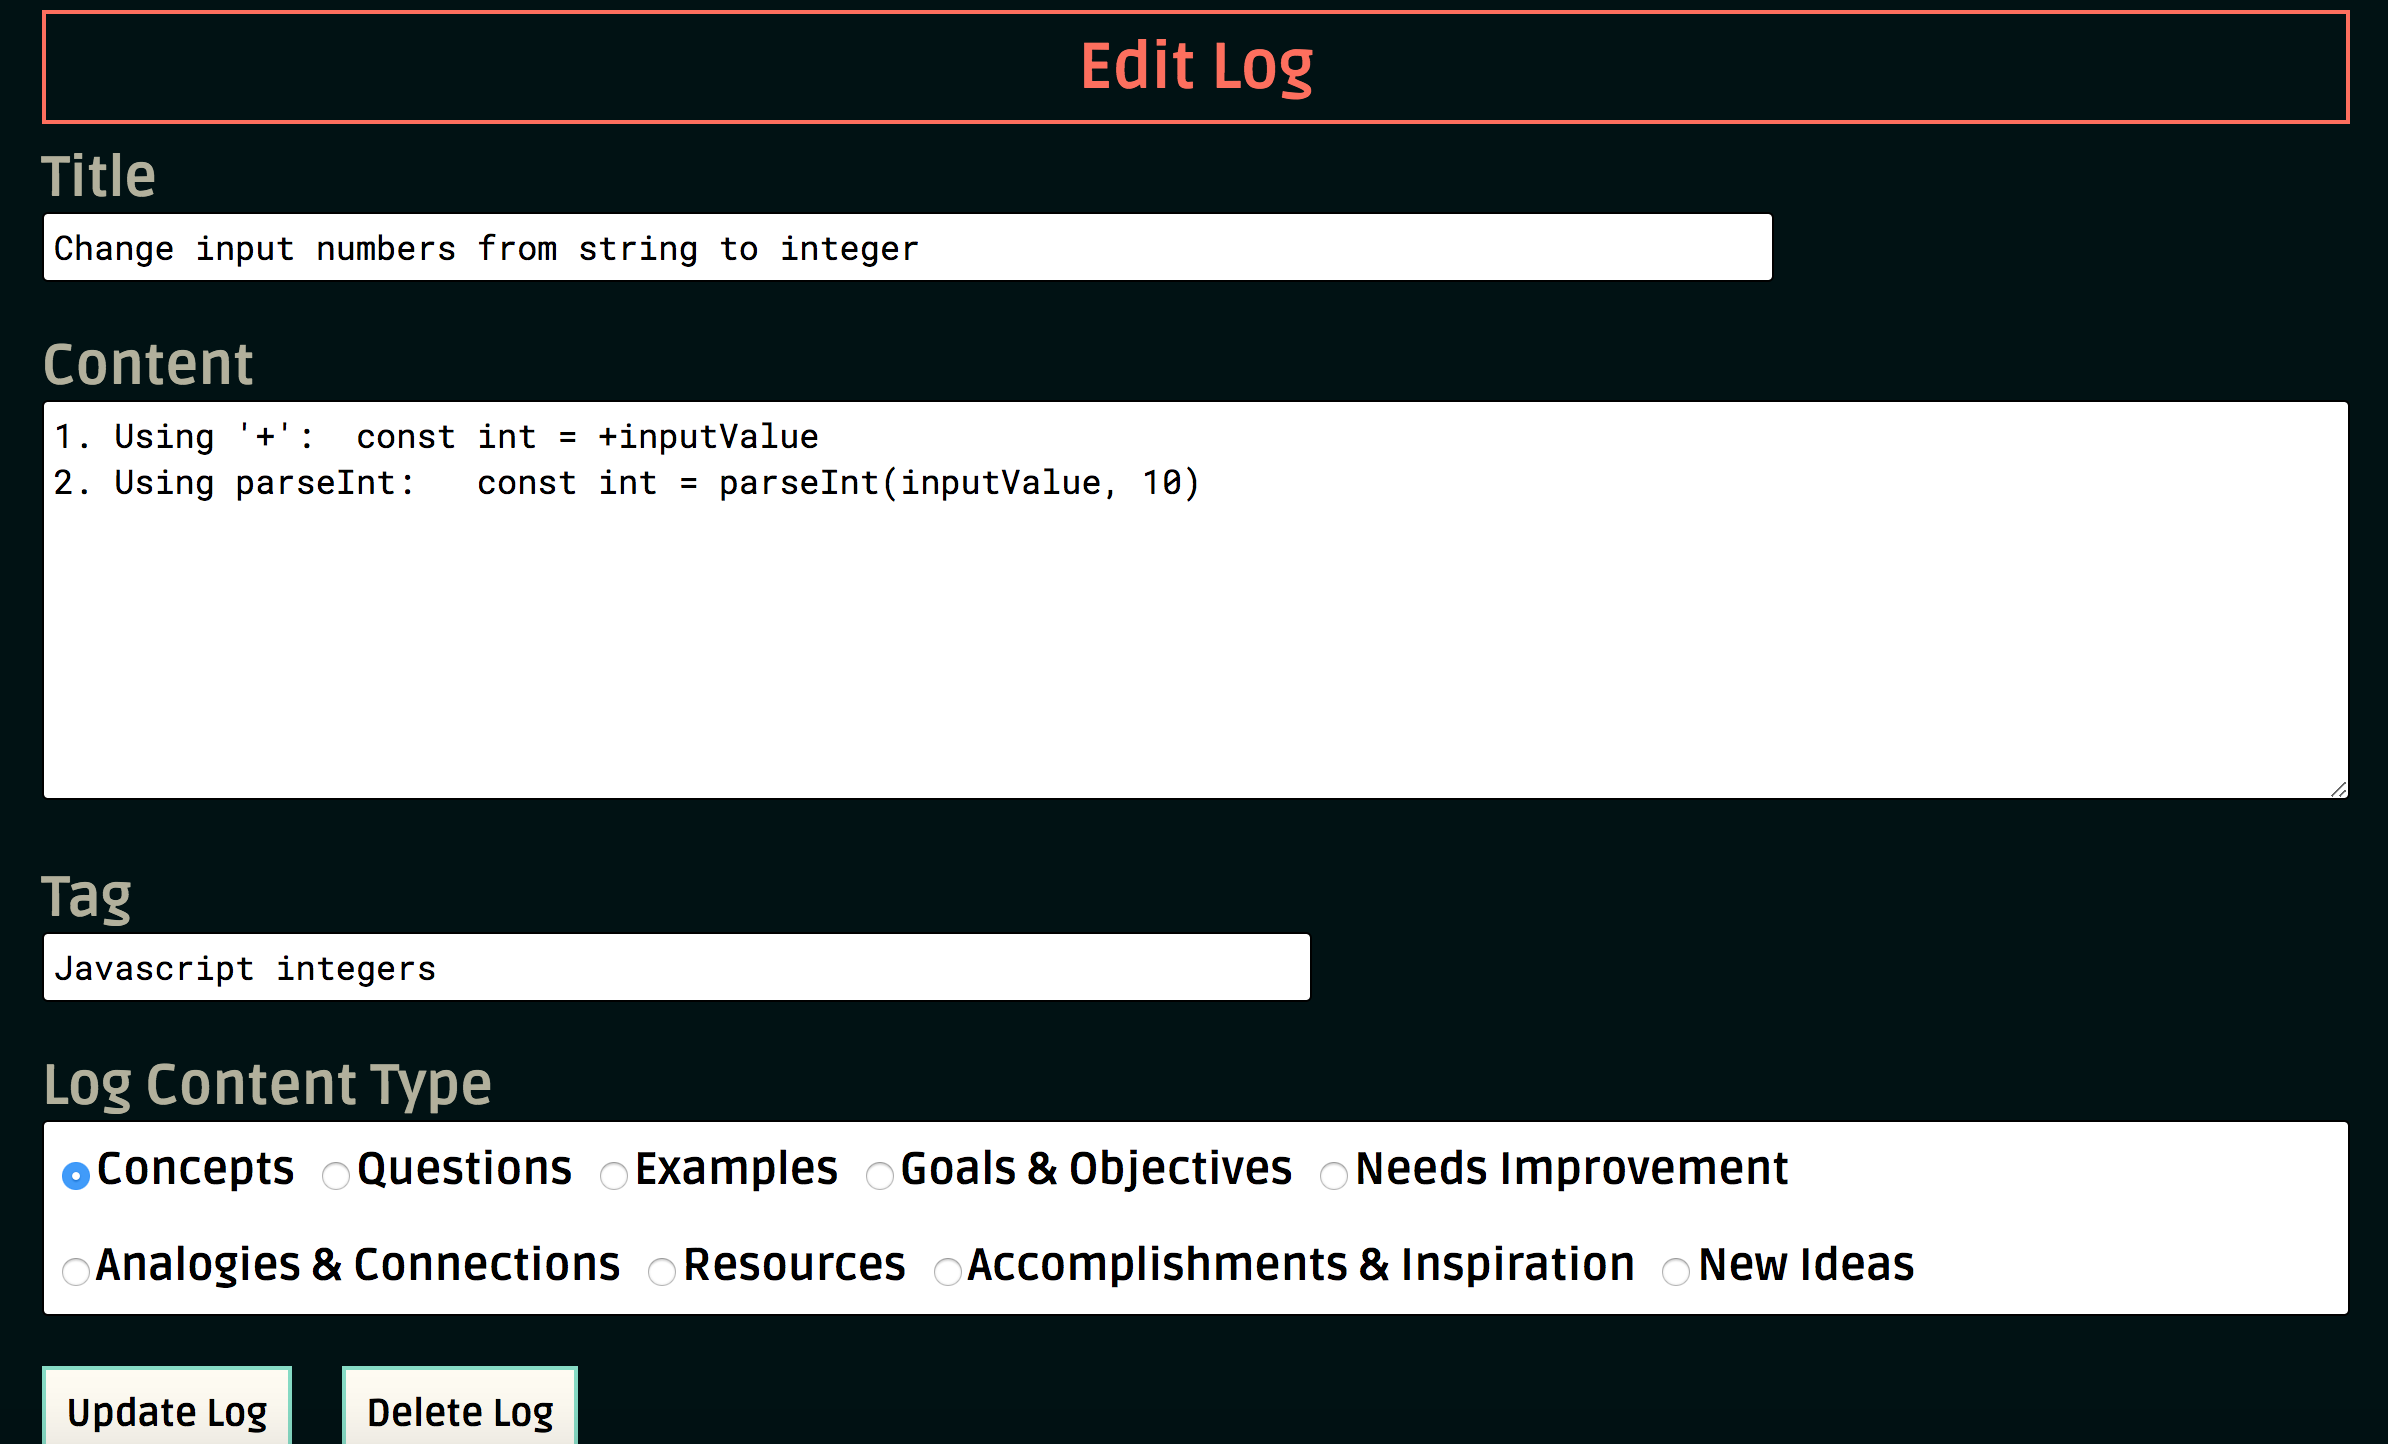 Edit Log
Title
Change input numbers from string to integer
Content
1. Using '+':  const int = +inputValue
2. Using parseInt:   const int = parseInt(inputValue, 10)
Tag
Javascript integers
Log Content Type
Concepts Questions Examples Goals & Objectives Needs Improvement
Analogies & Connections Resources Accomplishments & Inspiration New Ideas
Update Log Delete Log